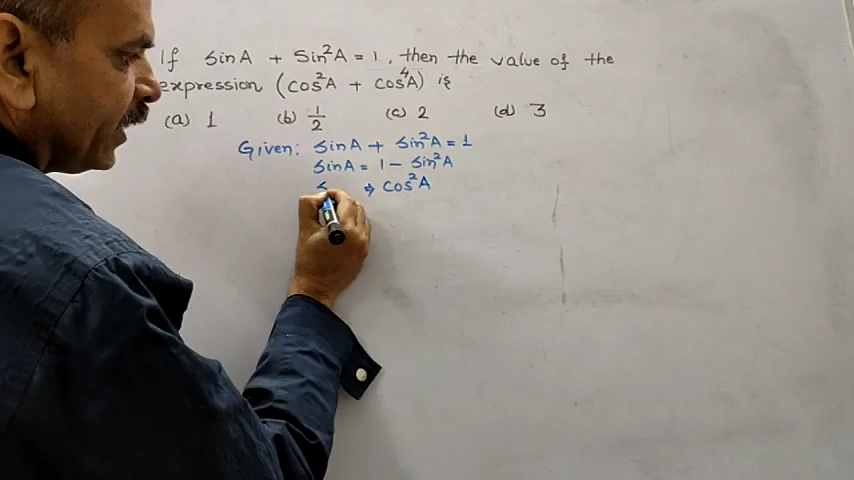 If sinA + Sin²A = 1, then the value of the
expression (cos²A + cos⁴A) is
(a) 1 (b) 1/2 (c) 2 (d) 3
Given: sinA + sin²A = 1
sinA = 1 - sin²A
s ⇒ cos²A